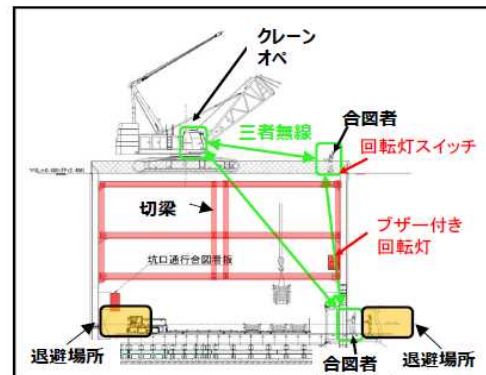 クレーン
オペ
三者無線
合図者
回転灯スイッチ
切梁
ブザー付き
回転灯
坑口通行合図看板
退避場所
合図者
退避場所